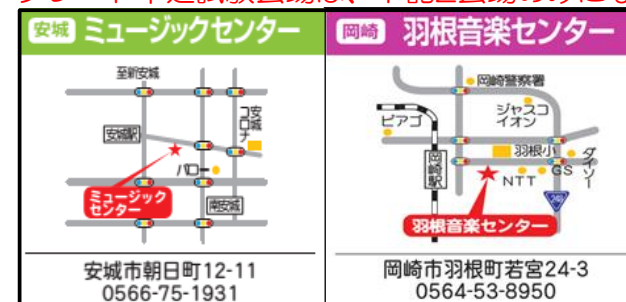 安城 ミュージックセンター
至新安城
安城コロナ
安城駅
バロー
ミュージック
センター
南安城
安城市朝日町12-11
0566-75-1931
岡崎 羽根音楽センター
岡崎警察署
ジャスコ
イオン
ピアゴ
岡崎駅
羽根小
ダイソー
GS
NTT
248
羽根音楽センター
岡崎市羽根町若宮24-3
0564-53-8950